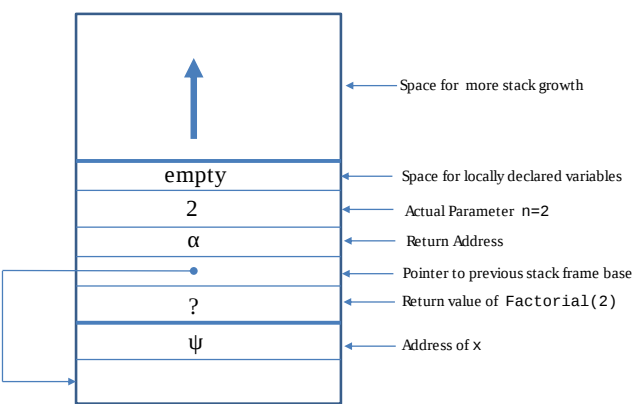 Space for more stack growth
empty Space for locally declared variables
2 Actual Parameter n=2
α Return Address
Pointer to previous stack frame base
? Return value of Factorial(2)
ψ Address of x